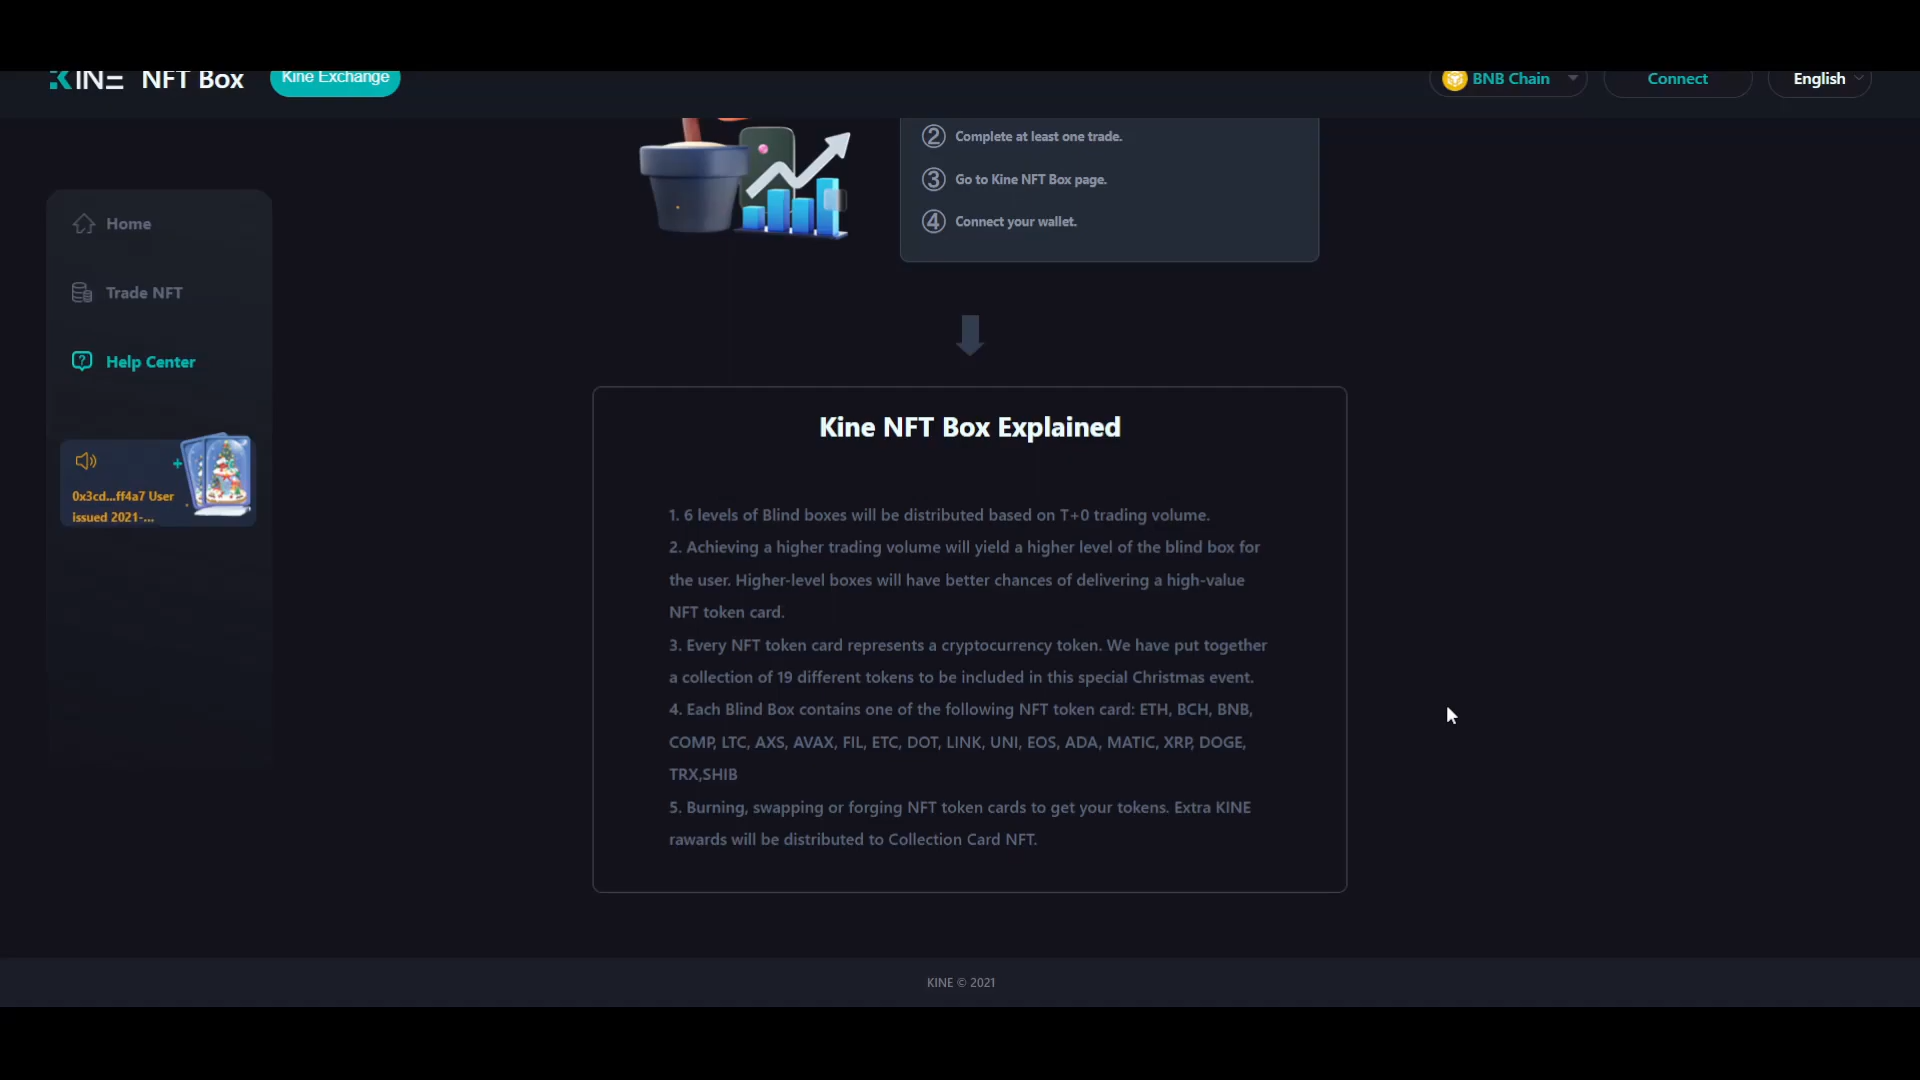 KINE NFT Box Kine Exchange BNB Chain Connect English
② Complete at least one trade.
③ Go to Kine NFT Box page.
④ Connect your wallet.
Home
Trade NFT
Help Center
0x3cd...ff4a7 User
issued 2021-...
Kine NFT Box Explained
1. 6 levels of Blind boxes will be distributed based on T+0 trading volume.
2. Achieving a higher trading volume will yield a higher level of the blind box for
the user. Higher-level boxes will have better chances of delivering a high-value
NFT token card.
3. Every NFT token card represents a cryptocurrency token. We have put together
a collection of 19 different tokens to be included in this special Christmas event.
4. Each Blind Box contains one of the following NFT token card: ETH, BCH, BNB,
COMP, LTC, AXS, AVAX, FIL, ETC, DOT, LINK, UNI, EOS, ADA, MATIC, XRP, DOGE,
TRX,SHIB
5. Burning, swapping or forging NFT token cards to get your tokens. Extra KINE
rawards will be distributed to Collection Card NFT.
KINE © 2021